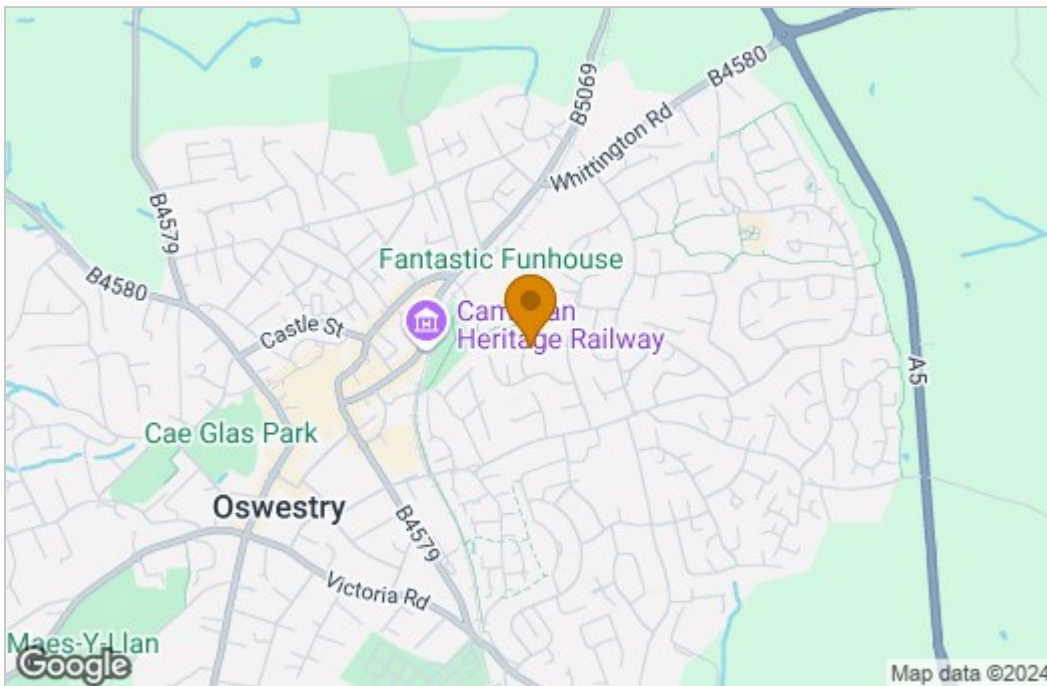 B5069
B4580
Whittington Rd
B4579
Fantastic Funhouse
B4580
Castle St
Cambrian
Heritage Railway
A5
Cae Glas Park
Oswestry
B4579
Victoria Rd
Maes-Y-Llan
Google
Map data ©2024